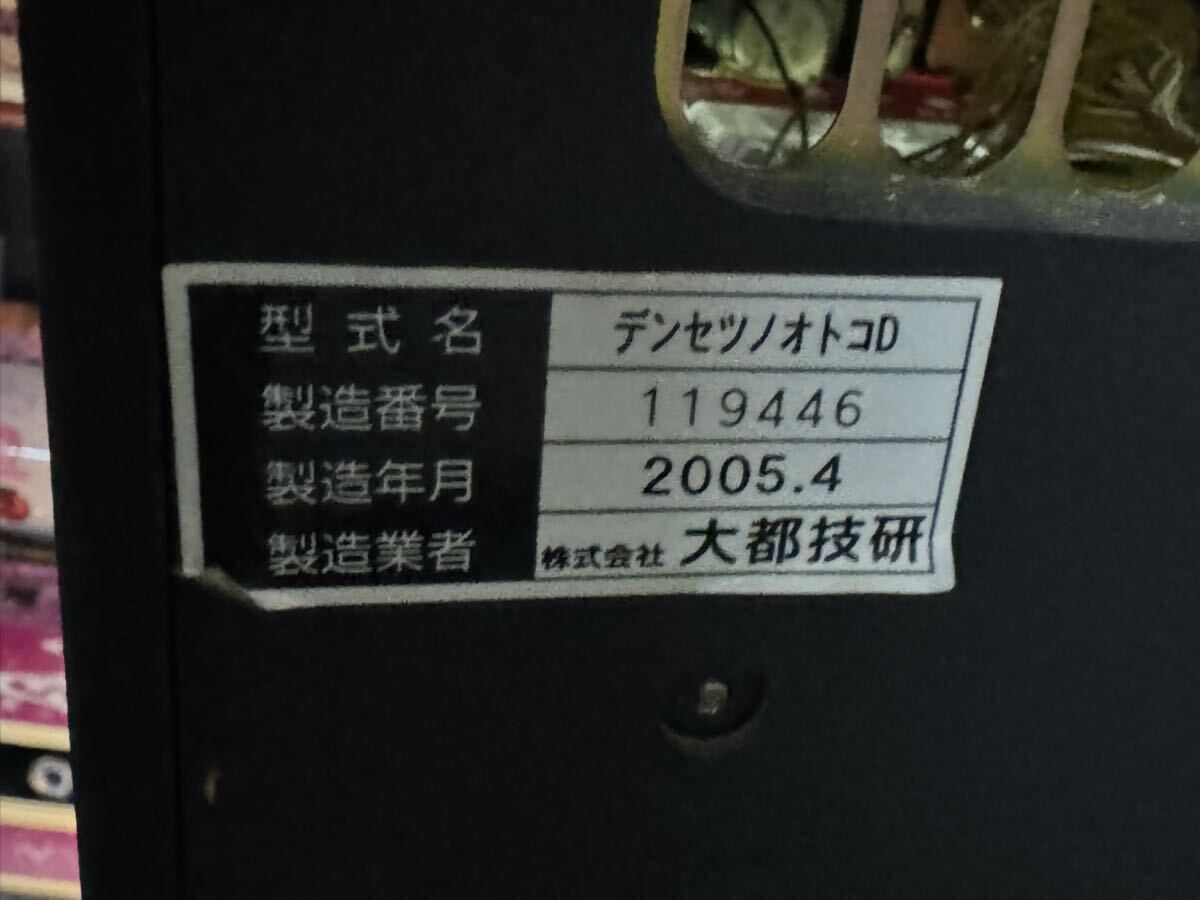 型式名 デンセツノオトコD
製造番号 119446
製造年月 2005.4
製造業者 株式会社 大都技研